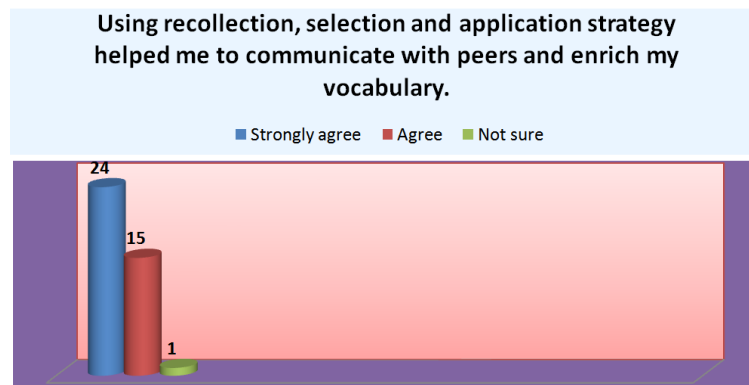 Using recollection, selection and application strategy
helped me to communicate with peers and enrich my
vocabulary.
Strongly agree Agree Not sure
24
15
1